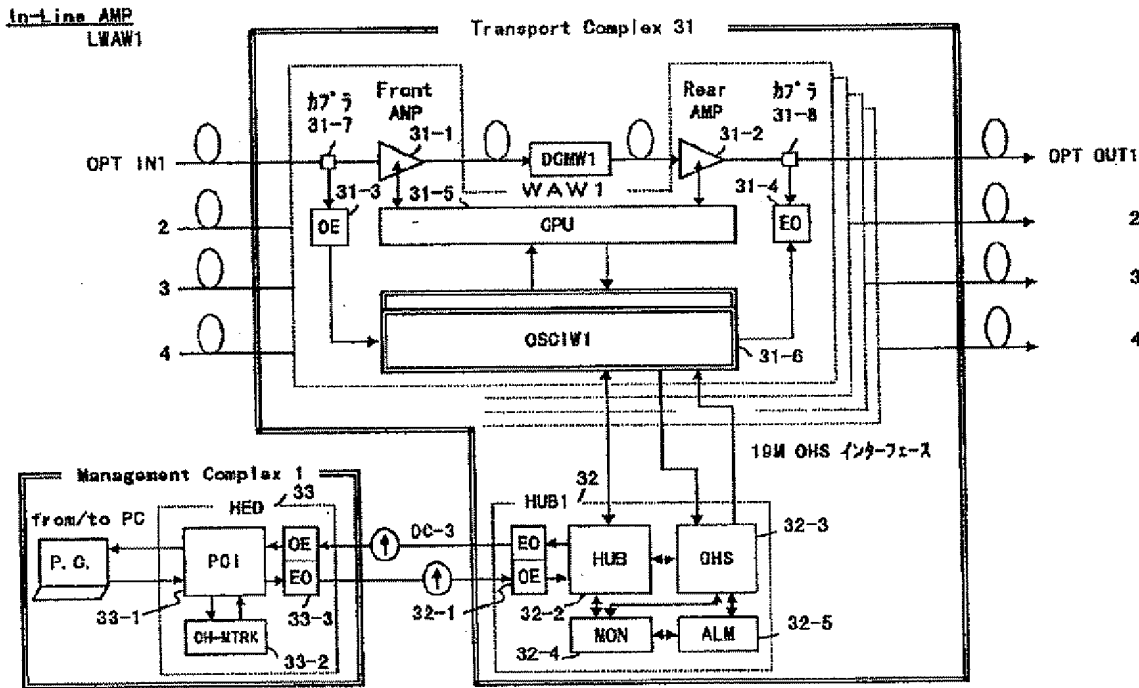 In-Line AMP
LWAW1
Transport Complex 31
カプラ
31-7
Front
AMP
31-1
Rear
AMP
カプラ
31-8
31-2
OPT IN1
DCMW1
OPT OUT1
31-3
31-5
WAW1
31-4
OE
CPU
EO
2
2
3
3
OSCIW1
31-6
4
4
19M OHS インターフェース
Management Complex 1
33
HED
32
HUB1
from/to PC
P.C.
PCI
OE
EO
DC-3
EO
OE
HUB
OHS
32-3
33-1
33-3
32-1
32-2
OH-MTRX
33-2
MON
ALM
32-5
32-4